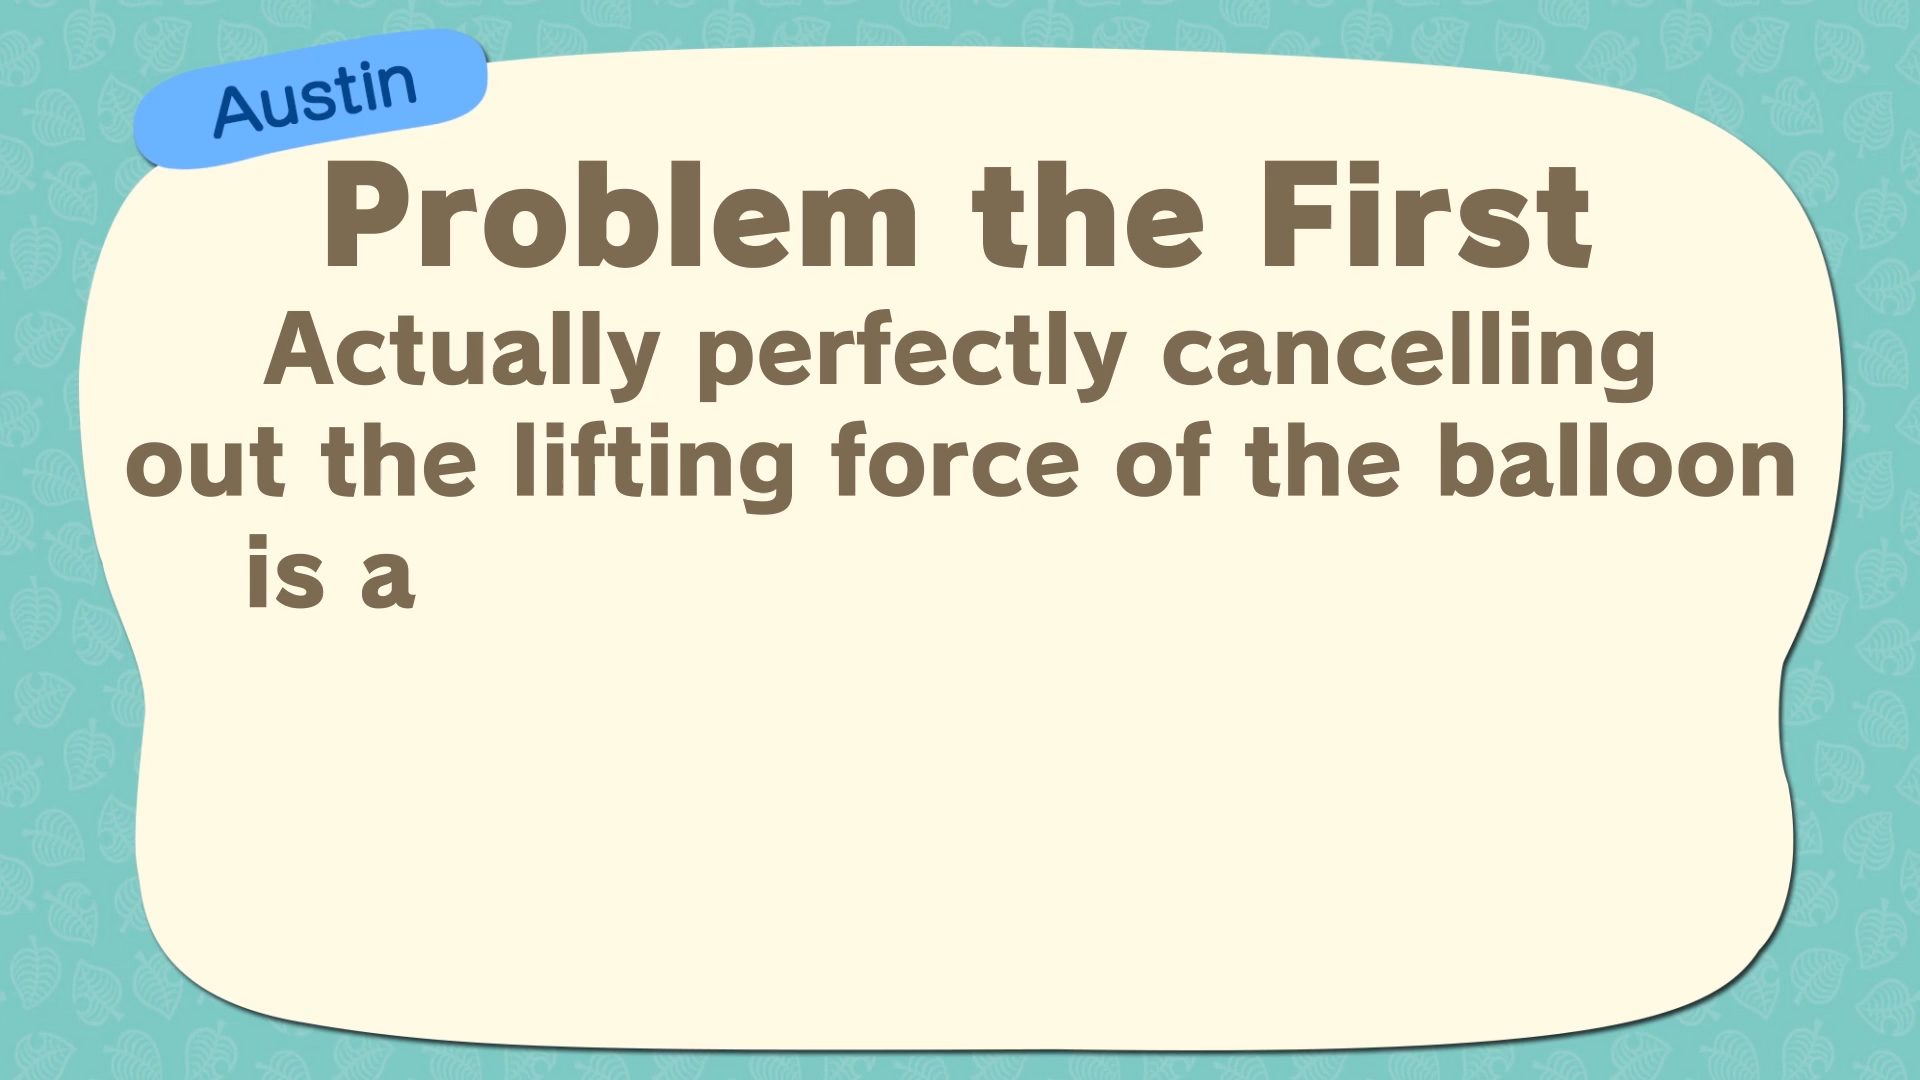 Austin
Problem the First
Actually perfectly cancelling
out the lifting force of the balloon
is a